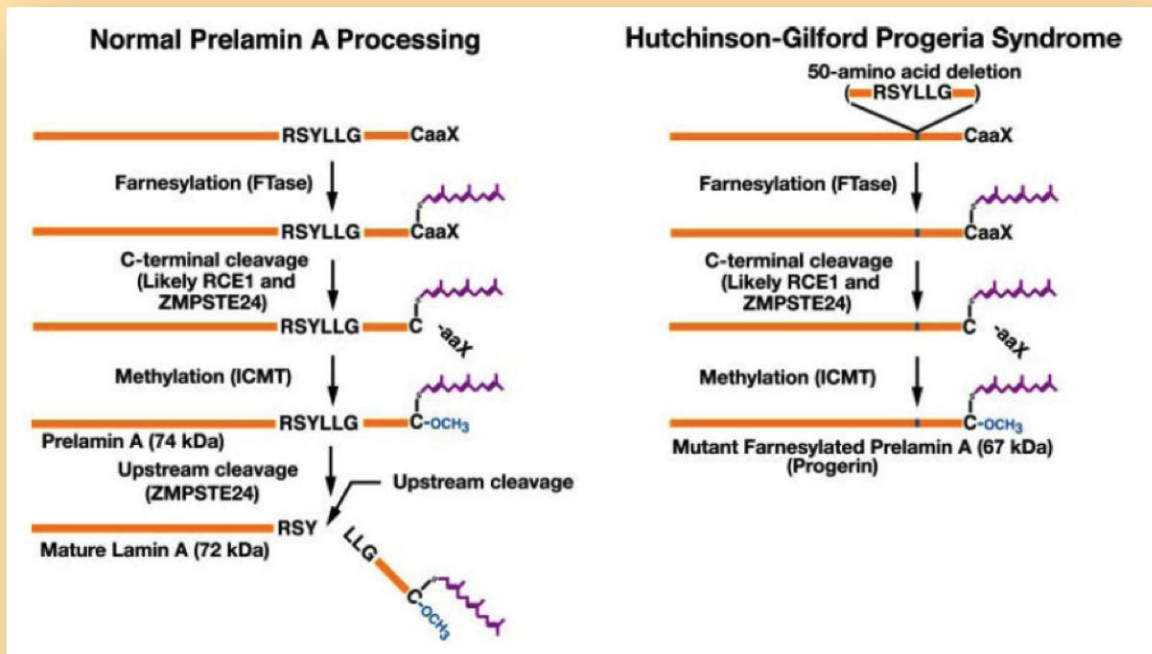 Normal Prelamin A Processing
RSYLLG
CaaX
Farnesylation (FTase)
RSYLLG
CaaX
C-terminal cleavage
(Likely RCE1 and
ZMPSTE24)
RSYLLG
C
-aaX
Methylation (ICMT)
RSYLLG
C-OCH3
Prelamin A (74 kDa)
Upstream cleavage
(ZMPSTE24)
Upstream cleavage
RSY
LLG
C-OCH3
Mature Lamin A (72 kDa)
Hutchinson-Gilford Progeria Syndrome
50-amino acid deletion
(RSYLLG)
CaaX
Farnesylation (FTase)
CaaX
C-terminal cleavage
(Likely RCE1 and
ZMPSTE24)
C
-aaX
Methylation (ICMT)
C-OCH3
Mutant Farnesylated Prelamin A (67 kDa)
(Progerin)